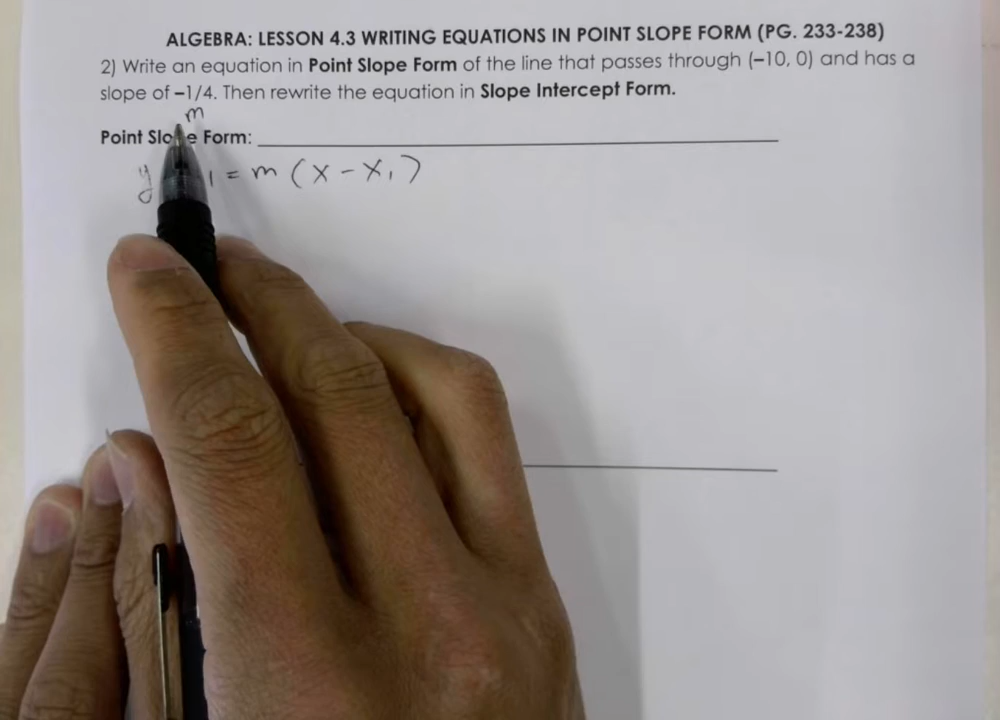 ALGEBRA: LESSON 4.3 WRITING EQUATIONS IN POINT SLOPE FORM (PG. 233-238)
2) Write an equation in Point Slope Form of the line that passes through (−10, 0) and has a
slope of −1/4. Then rewrite the equation in Slope Intercept Form.
m
Point Form:
y 1 = m (x − x₁)